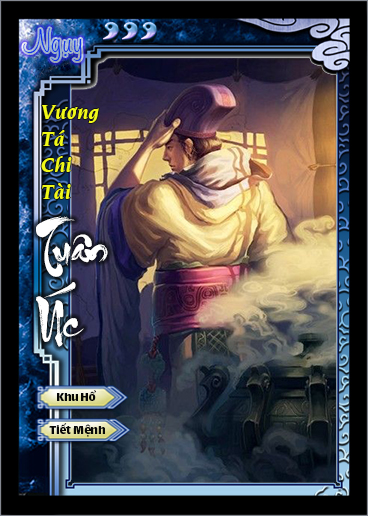 Ngụy
Vương
Tá
Chi
Tài
Tuân
Úc
Khu Hổ
Tiết Mệnh